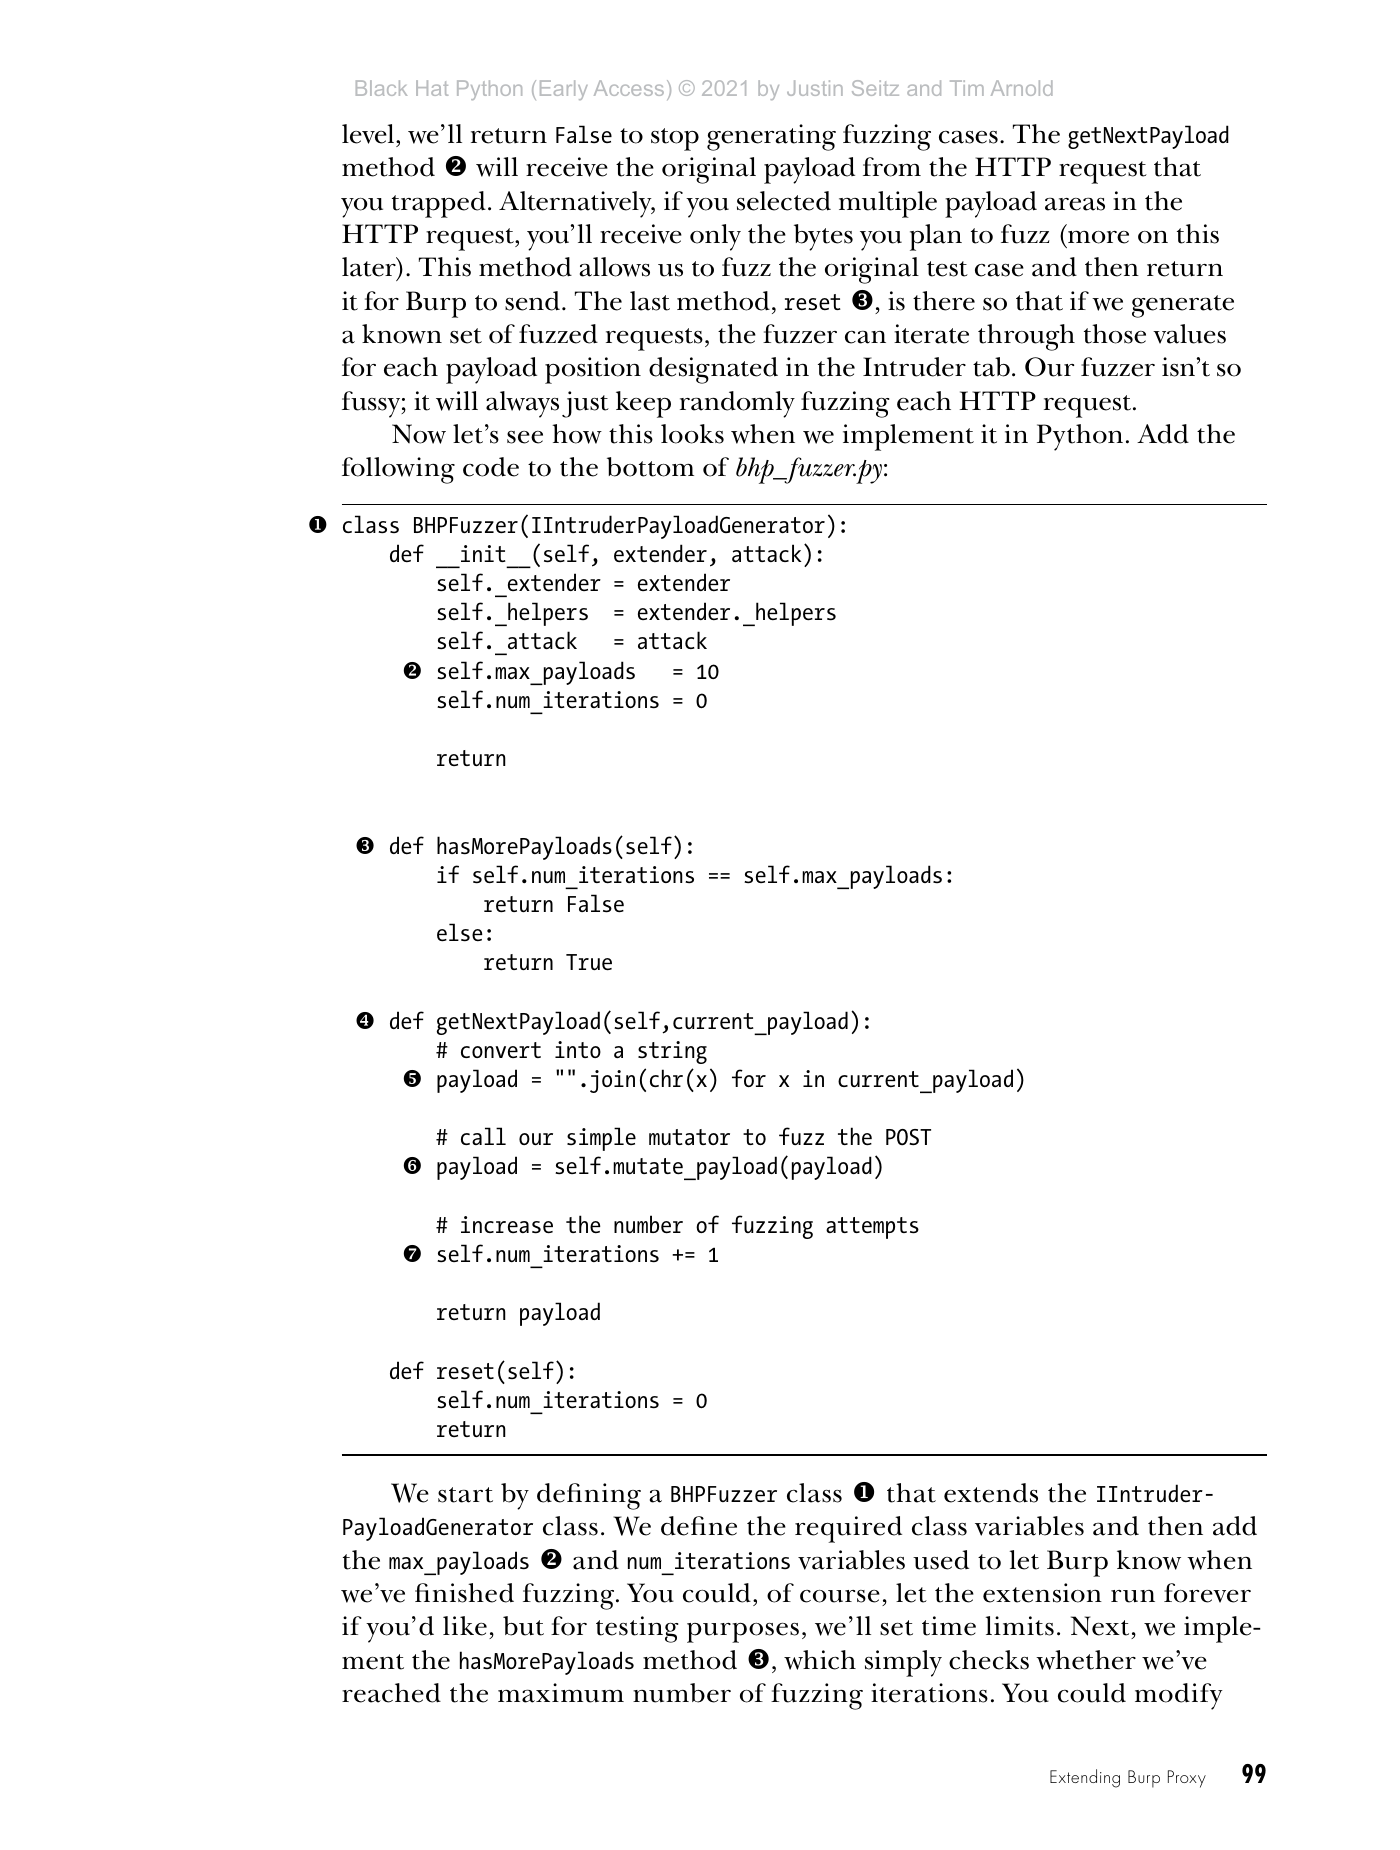 Black Hat Python (Early Access) © 2021 by Justin Seitz and Tim Arnold
level, we’ll return False to stop generating fuzzing cases. The getNextPayload
method ❷ will receive the original payload from the HTTP request that
you trapped. Alternatively, if you selected multiple payload areas in the
HTTP request, you’ll receive only the bytes you plan to fuzz (more on this
later). This method allows us to fuzz the original test case and then return
it for Burp to send. The last method, reset ❸, is there so that if we generate
a known set of fuzzed requests, the fuzzer can iterate through those values
for each payload position designated in the Intruder tab. Our fuzzer isn’t so
fussy; it will always just keep randomly fuzzing each HTTP request.
Now let’s see how this looks when we implement it in Python. Add the
following code to the bottom of bhp_fuzzer.py:
❶ class BHPFuzzer(IIntruderPayloadGenerator):
    def __init__(self, extender, attack):
        self._extender = extender
        self._helpers  = extender._helpers
        self._attack   = attack
      ❷ self.max_payloads   = 10
        self.num_iterations = 0
        return
  ❸ def hasMorePayloads(self):
        if self.num_iterations == self.max_payloads:
            return False
        else:
            return True
  ❹ def getNextPayload(self,current_payload):
        # convert into a string
      ❺ payload = "".join(chr(x) for x in current_payload)
        # call our simple mutator to fuzz the POST
      ❻ payload = self.mutate_payload(payload)
        # increase the number of fuzzing attempts
      ❼ self.num_iterations += 1
        return payload
    def reset(self):
        self.num_iterations = 0
        return
We start by defining a BHPFuzzer class ❶ that extends the IIntruder-
PayloadGenerator class. We define the required class variables and then add
the max_payloads ❷ and num_iterations variables used to let Burp know when
we’ve finished fuzzing. You could, of course, let the extension run forever
if you’d like, but for testing purposes, we’ll set time limits. Next, we imple-
ment the hasMorePayloads method ❸, which simply checks whether we’ve
reached the maximum number of fuzzing iterations. You could modify
Extending Burp Proxy 99